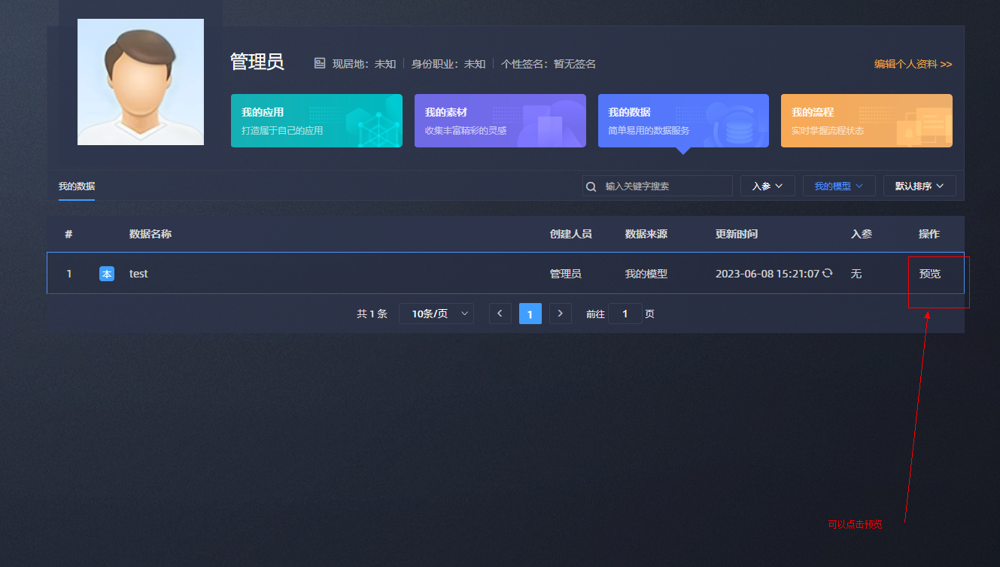 管理员 现居地：未知 身份职业：未知 个性签名：暂无签名 编辑个人资料 >>
我的应用 我的素材 我的数据 我的流程
打造属于自己的应用 收集丰富精彩的灵感 简单易用的数据服务 实时掌握流程状态
我的数据 输入关键字搜索 入参 我的模型 默认排序
# 数据名称 创建人员 数据来源 更新时间 入参 操作
1 本 test 管理员 我的模型 2023-06-08 15:21:07 无 预览
共 1 条 10条/页 < 1 > 前往 1 页
可以点击预览